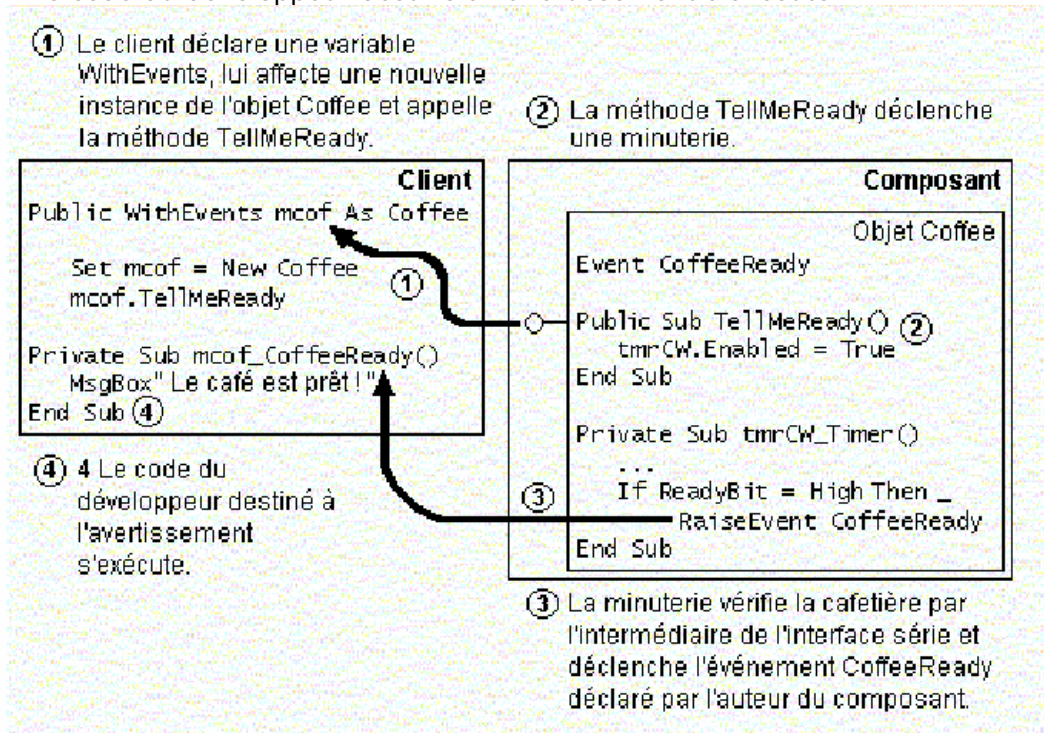 ① Le client déclare une variable
WithEvents, lui affecte une nouvelle
instance de l'objet Coffee et appelle
la méthode TellMeReady.
② La méthode TellMeReady déclenche
une minuterie.
Client
Public WithEvents mcof As Coffee
Set mcof = New Coffee
mcof.TellMeReady
①
Private Sub mcof_CoffeeReady()
MsgBox" Le café est prêt ! "
End Sub ④
Composant
Objet Coffee
Event CoffeeReady
Public Sub TellMeReady() ②
tmrCW.Enabled = True
End Sub
Private Sub tmrCW_Timer()
...
If ReadyBit = High Then _
③ RaiseEvent CoffeeReady
End Sub
④ 4 Le code du
développeur destiné à
l'avertissement
s'exécute.
③ La minuterie vérifie la cafetière par
l'intermédiaire de l'interface série et
déclenche l'événement CoffeeReady
déclaré par l'auteur du composant.